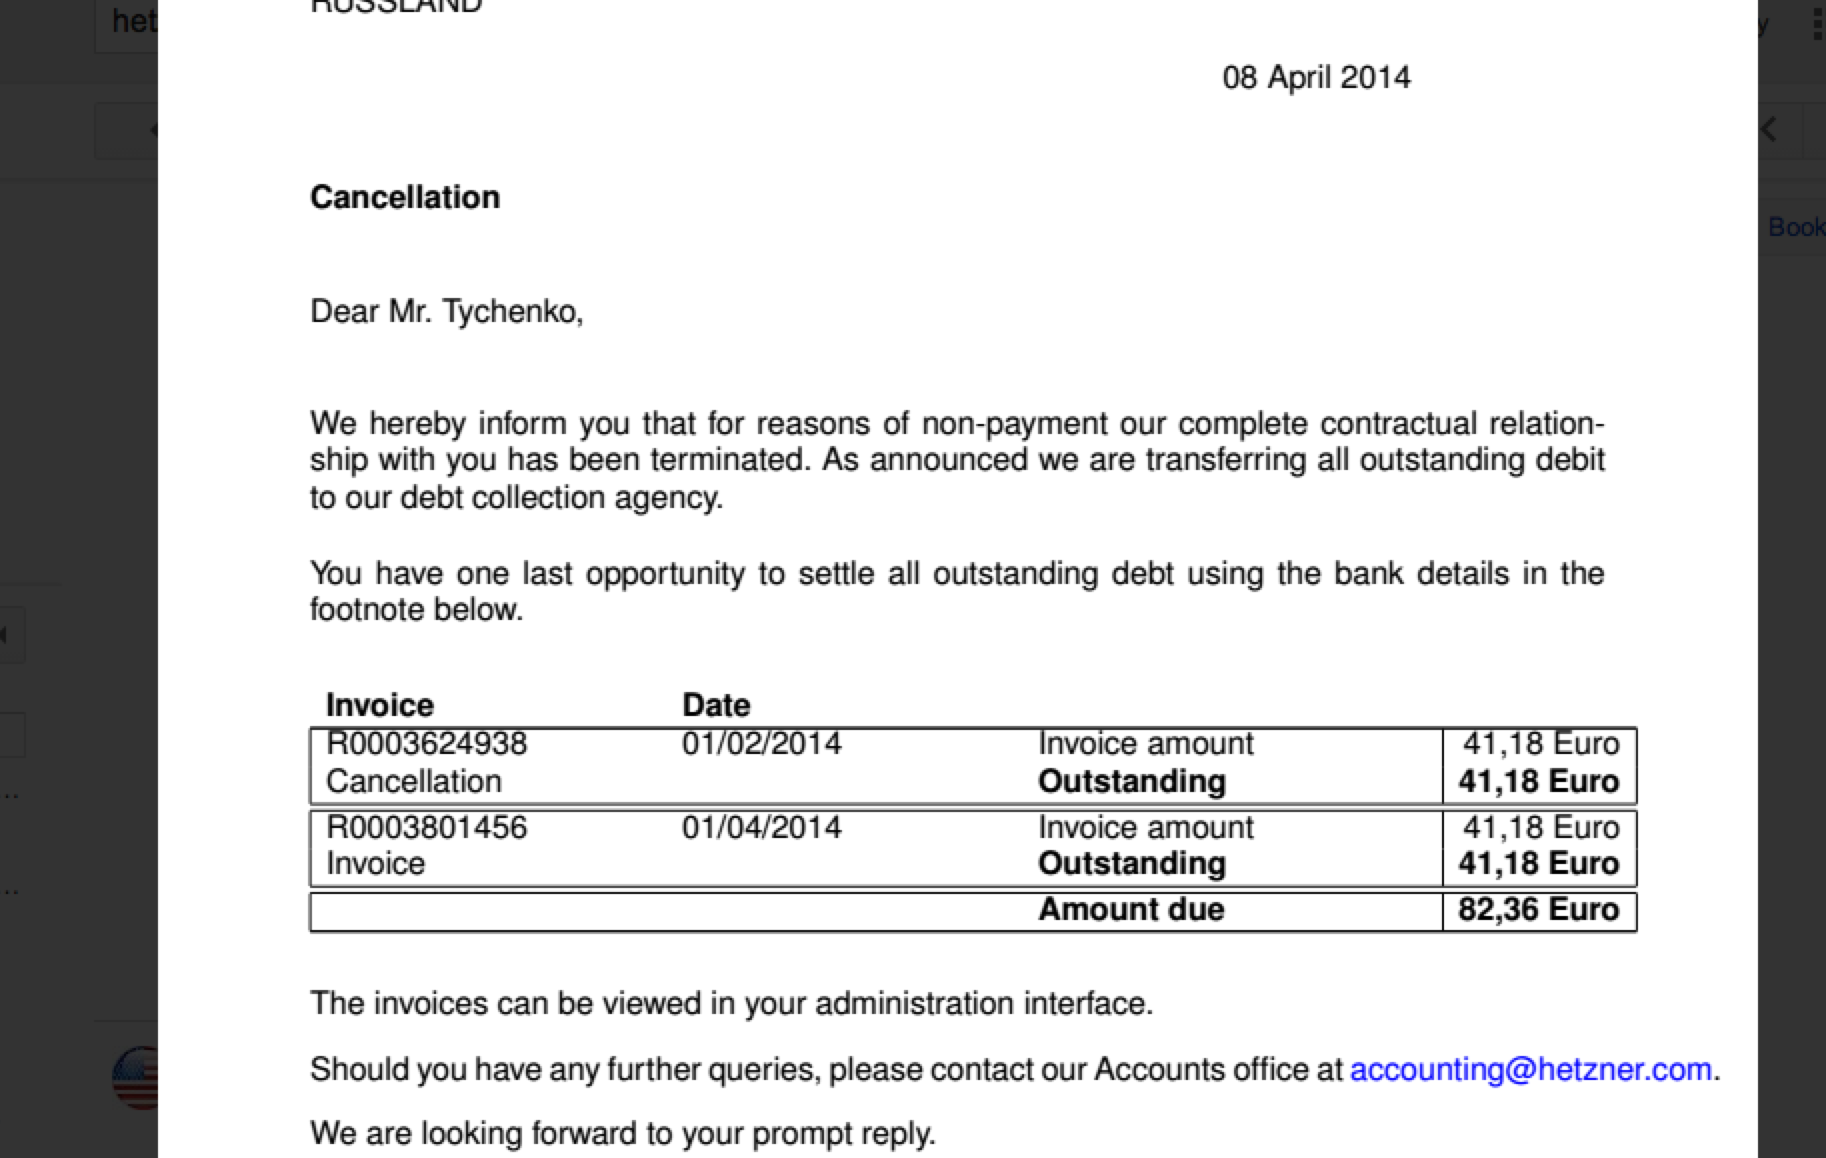 RUSSLAND
het
08 April 2014
Cancellation
Book
Dear Mr. Tychenko,
We hereby inform you that for reasons of non-payment our complete contractual relation-
ship with you has been terminated. As announced we are transferring all outstanding debit
to our debt collection agency.
You have one last opportunity to settle all outstanding debt using the bank details in the
footnote below.
Invoice Date
R0003624938 01/02/2014 Invoice amount 41,18 Euro
Cancellation Outstanding 41,18 Euro
R0003801456 01/04/2014 Invoice amount 41,18 Euro
Invoice Outstanding 41,18 Euro
Amount due 82,36 Euro
The invoices can be viewed in your administration interface.
Should you have any further queries, please contact our Accounts office at accounting@hetzner.com.
We are looking forward to your prompt reply.